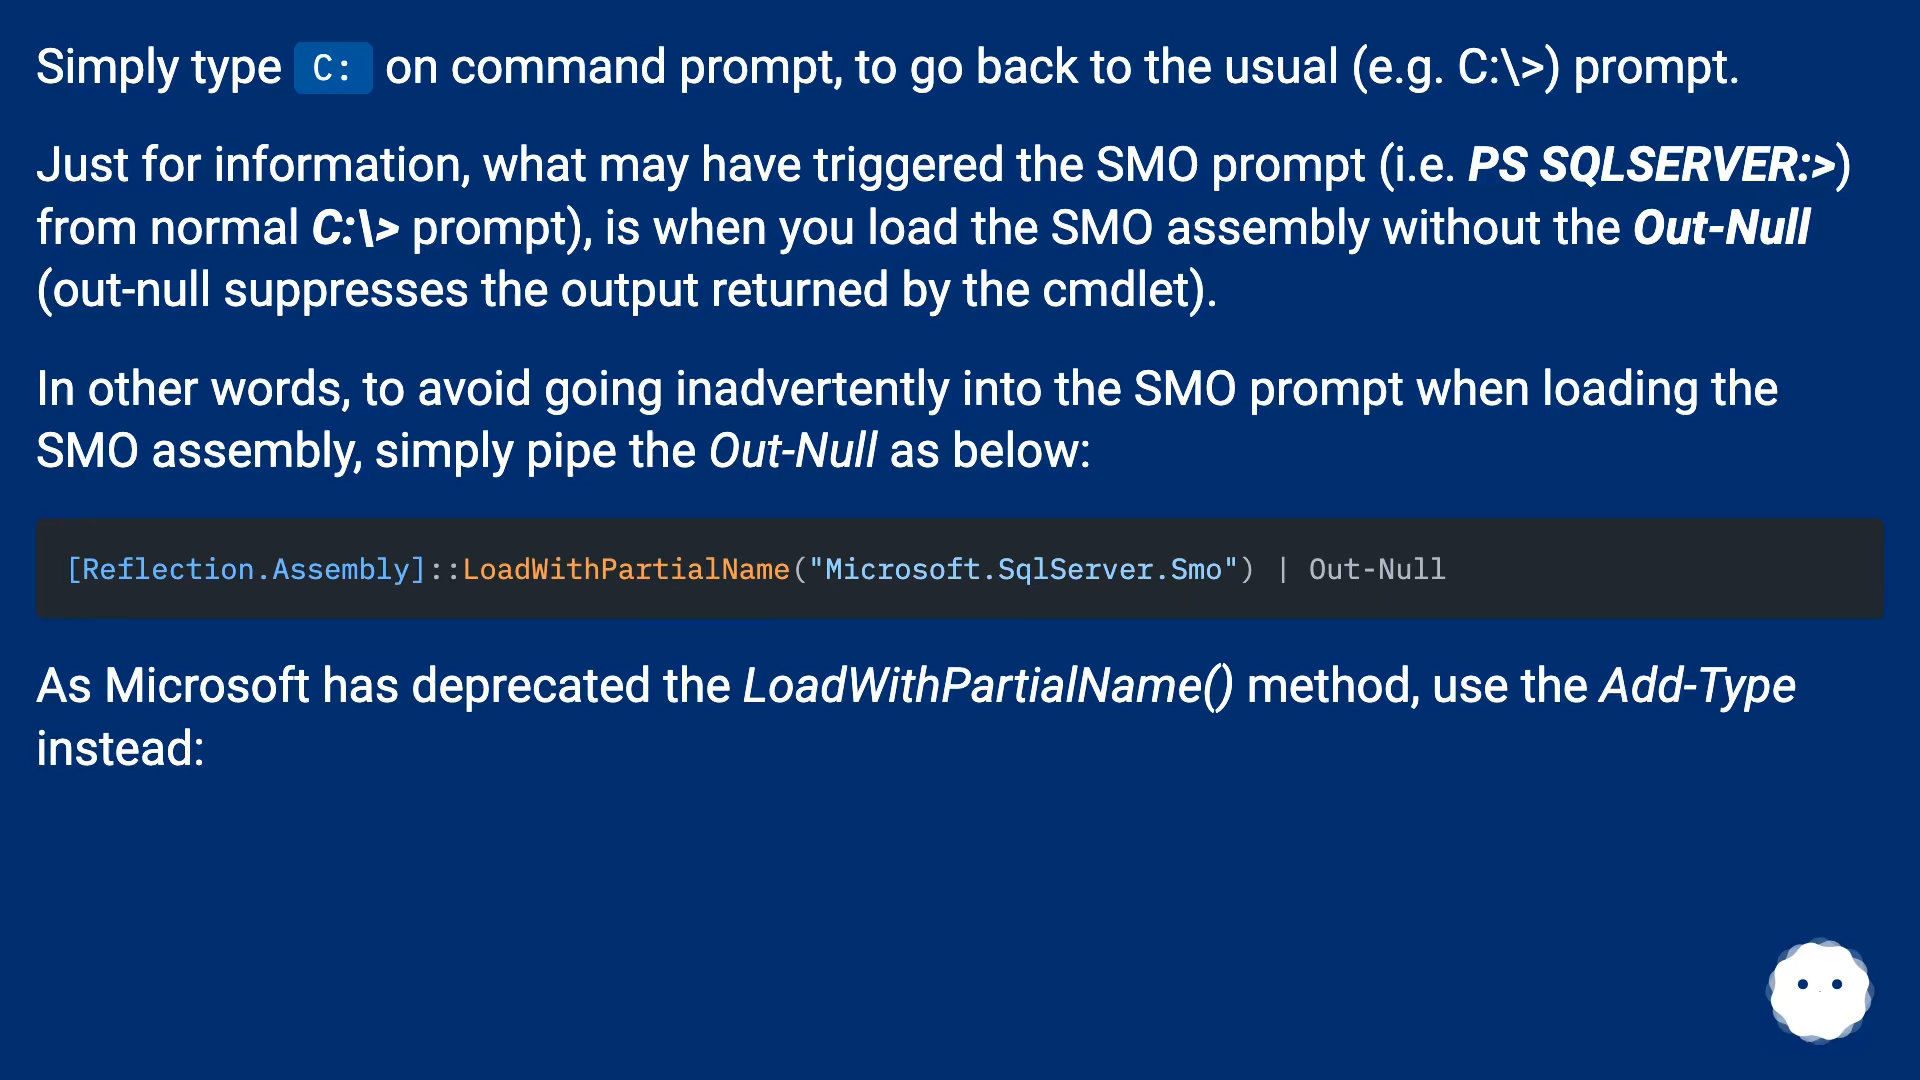 Simply type C: on command prompt, to go back to the usual (e.g. C:\>) prompt.
Just for information, what may have triggered the SMO prompt (i.e. PS SQLSERVER:>)
from normal C:\> prompt), is when you load the SMO assembly without the Out-Null
(out-null suppresses the output returned by the cmdlet).
In other words, to avoid going inadvertently into the SMO prompt when loading the
SMO assembly, simply pipe the Out-Null as below:
[Reflection.Assembly]::LoadWithPartialName("Microsoft.SqlServer.Smo") | Out-Null
As Microsoft has deprecated the LoadWithPartialName() method, use the Add-Type
instead: